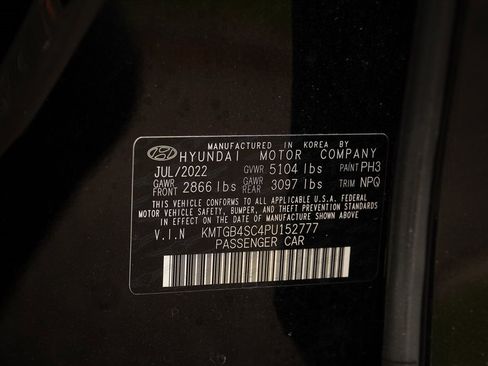 MANUFACTURED IN KOREA BY
HYUNDAI MOTOR COMPANY
JUL/2022 GVWR 5104 lbs PAINT PH3
GAWR FRONT 2866 lbs GAWR REAR 3097 lbs TRIM NPQ
THIS VEHICLE CONFORMS TO ALL APPLICABLE U.S.A. FEDERAL
MOTOR VEHICLE SAFETY, BUMPER, AND THEFT PREVENTION STANDARDS
IN EFFECT ON THE DATE OF MANUFACTURE SHOWN ABOVE.
V.I.N KMTGB4SC4PU152777
PASSENGER CAR